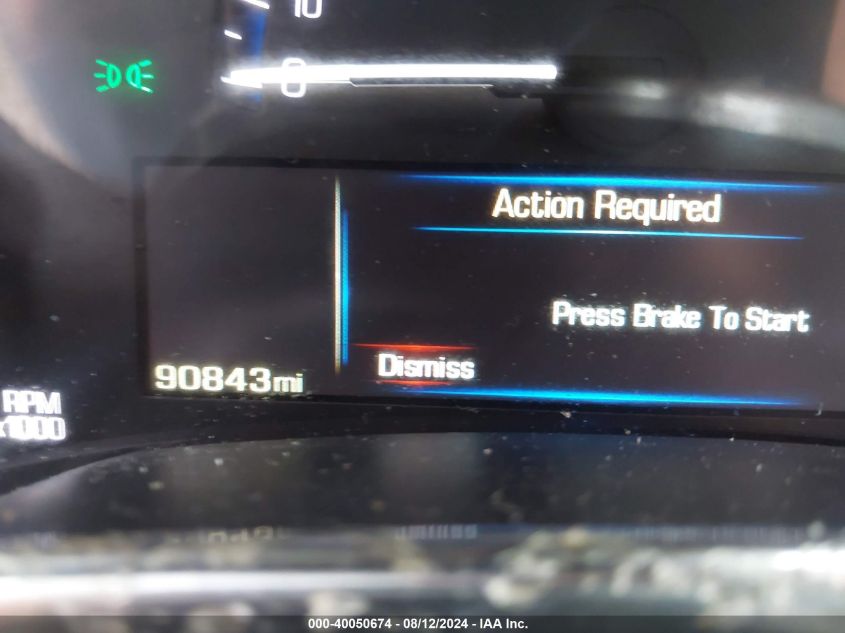 10
0
Action Required
Press Brake To Start
Dismiss
90843mi
RPM
x1000
000-40050674 - 08/12/2024 - IAA Inc.